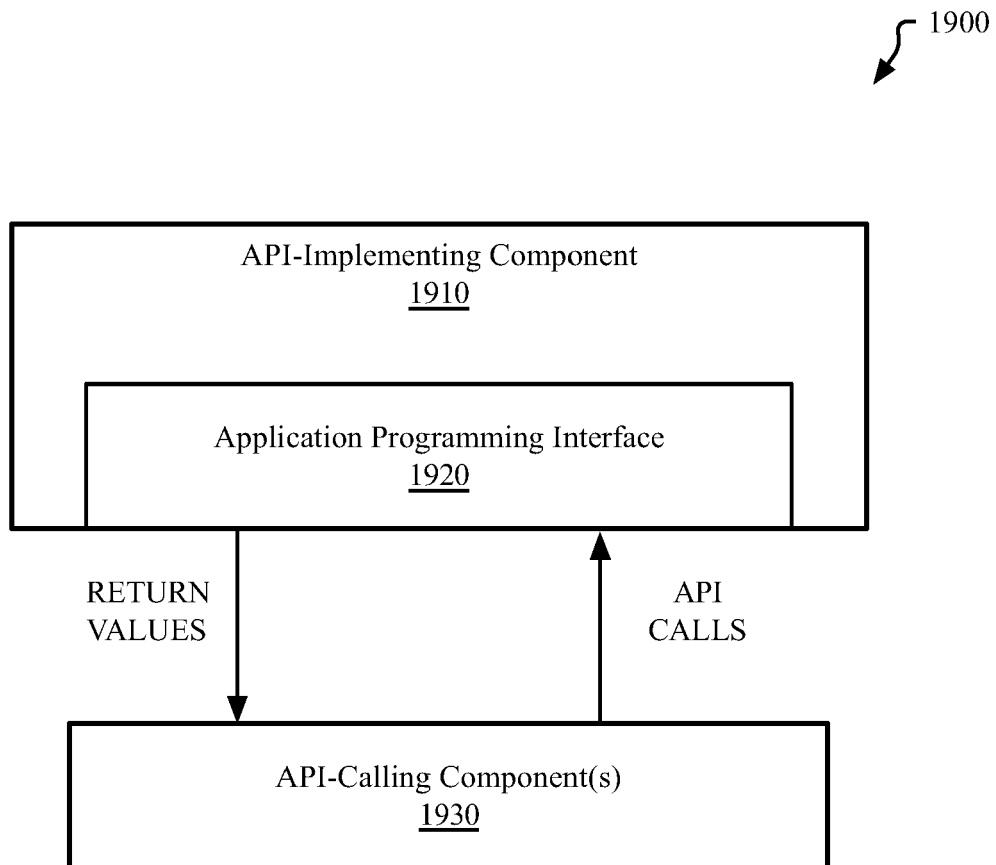 1900
API-Implementing Component
1910
Application Programming Interface
1920
RETURN
VALUES
API
CALLS
API-Calling Component(s)
1930